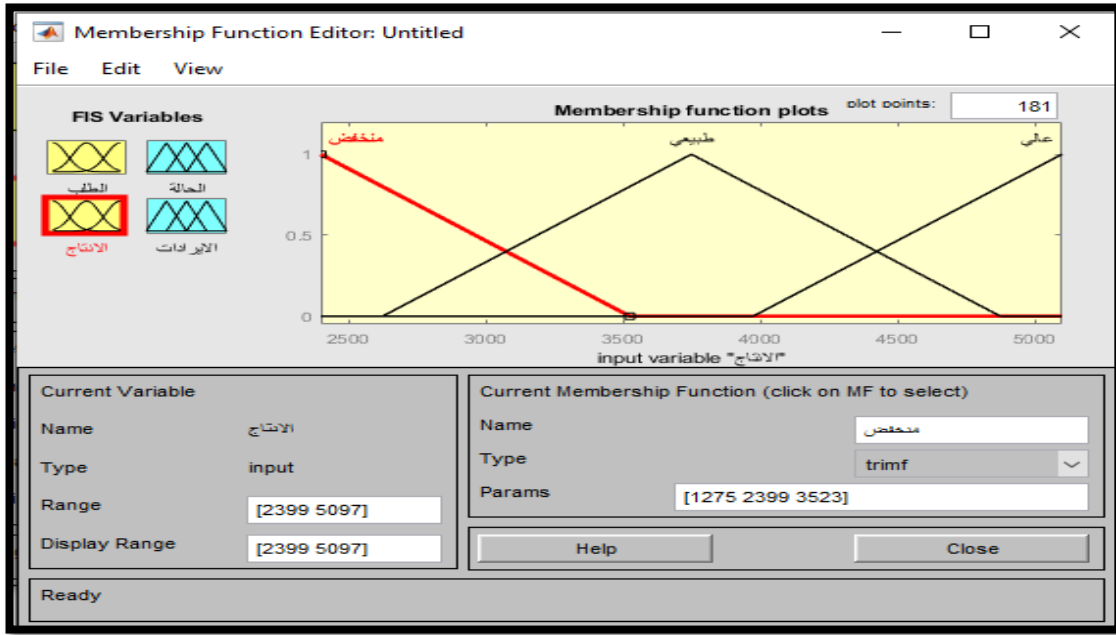 Membership Function Editor: Untitled
File Edit View
FIS Variables
الطلب
الحالة
الانتاج
الايرادات
Membership function plots
plot points: 181
منخفض
طبيعي
عالي
1
0.5
0
2500 3000 3500 4000 4500 5000
input variable "الانتاج"
Current Variable
Name الانتاج
Type input
Range [2399 5097]
Display Range [2399 5097]
Current Membership Function (click on MF to select)
Name منخفض
Type trimf
Params [1275 2399 3523]
Help
Close
Ready